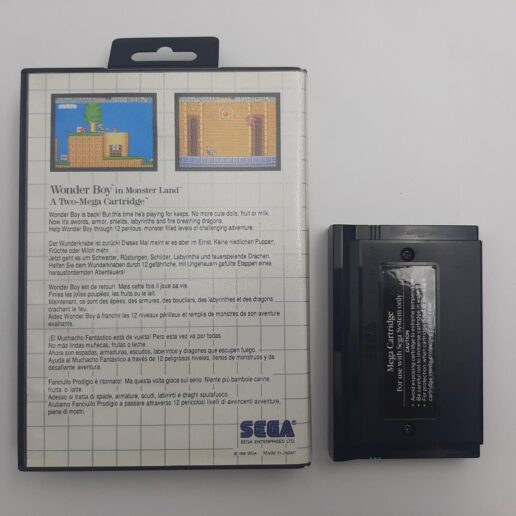 Wonder Boy™ in Monster Land™
A Two-Mega Cartridge™
Wonder Boy is back! But this time he's playing for keeps. No more cute dolls, fruit or milk.
Now it's swords, armor, shields, labyrinths and fire breathing dragons.
Help Wonder Boy through 12 perilous, monster filled levels of challenging adventure.
Der Wunderknabe ist zurück! Dieses Mal meint er es aber im Ernst. Keine niedlichen Puppen,
Früchte oder Milch mehr.
Jetzt geht es um Schwerter, Rüstungen, Schilder, Labyrinthe und feuerspeiende Drachen.
Helfen Sie dem Wunderknaben durch 12 gefährliche, mit Ungeheuern gefüllte Etappen eines
herausfordernden Abenteuers!
Wonder Boy est de retour! Mais cette fois il joue sa vie.
Finies les jolies poupées, les fruits ou le lait.
Maintenant, ce sont des épées, des armures, des boucliers, des labyrinthes et des dragons
crachant le feu.
Aidez Wonder Boy à franchir les 12 niveaux périlleux et remplis de monstres de son aventure
exaltante.
¡El Muchacho Fantástico está de vuelta! Pero esta vez va por todas.
No más lindas muñecas, frutas o leche.
Ahora son espadas, armaduras, escudos, laberintos y dragones que escupen fuego.
Ayuda al Muchacho Fantástico a través de 12 peligrosos niveles, llenos de monstruos y de
desafiante aventura.
Fanciullo Prodigio è ritornato! Ma questa volta gioca sul serio. Niente più bambole carine,
frutta o latte.
Adesso si tratta di spade, armature, scudi, labirinti e draghi sputafuoco.
Aiutiamo Fanciullo Prodigio a passare attraverso 12 pericolosi livelli di avvincenti avventure,
piene di mostri.
SEGA®
SEGA ENTERPRISES LTD.
© 1988 SEGA Made in Japan
Mega Cartridge
For use with Sega System only
CAUTION